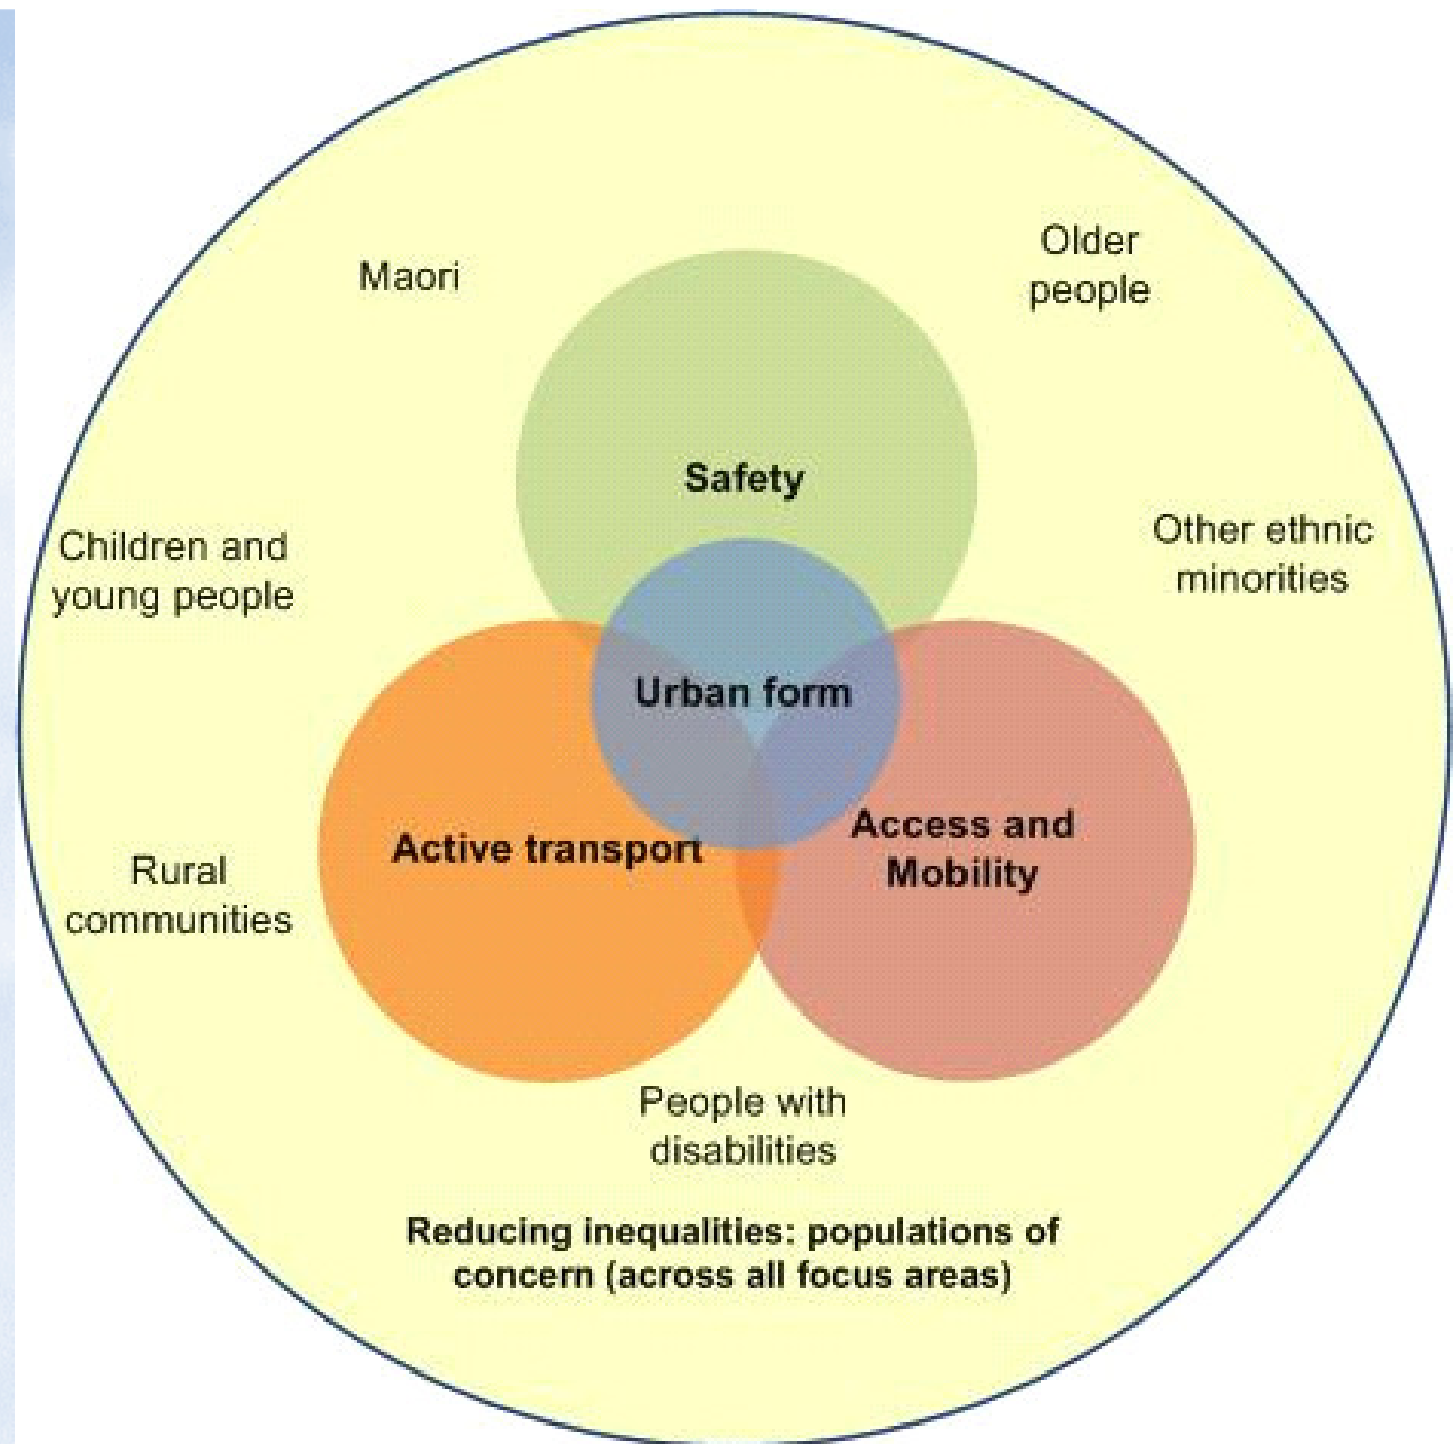 Maori
Older
people
Safety
Children and
young people
Other ethnic
minorities
Urban form
Active transport
Access and
Mobility
Rural
communities
People with
disabilities
Reducing inequalities: populations of
concern (across all focus areas)